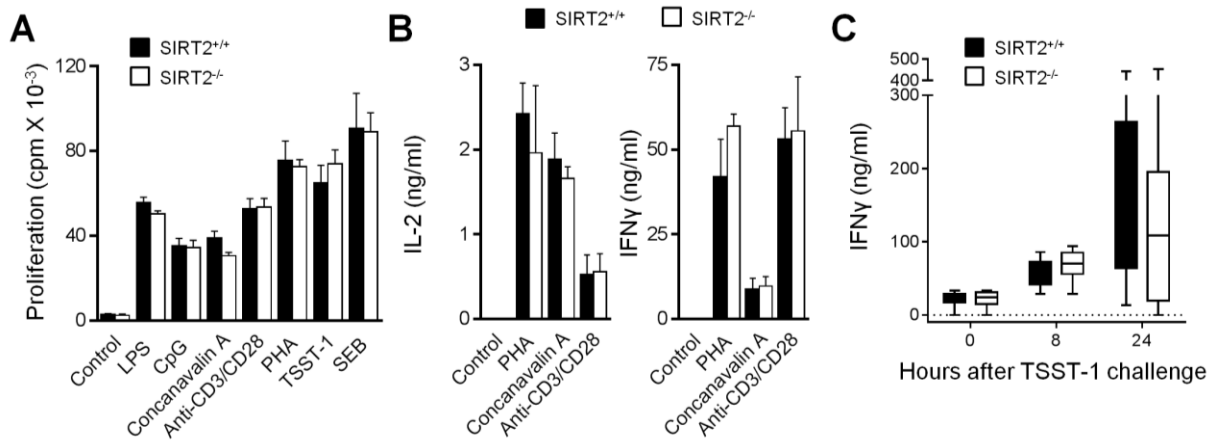 A
SIRT2+/+
SIRT2-/-
Proliferation (cpm X 10-3)
120
80
40
0
Control
LPS
CpG
Concanavalin A
Anti-CD3/CD28
PHA
TSST-1
SEB
B
SIRT2+/+
SIRT2-/-
IL-2 (ng/ml)
3
2
1
0
Control
PHA
Concanavalin A
Anti-CD3/CD28
IFNγ (ng/ml)
75
50
25
0
Control
PHA
Concanavalin A
Anti-CD3/CD28
C
SIRT2+/+
SIRT2-/-
IFNγ (ng/ml)
500
400
300
200
100
0
0
8
24
Hours after TSST-1 challenge